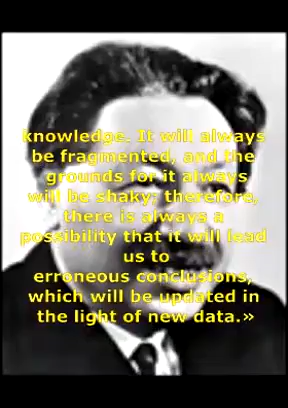 knowledge. It will always
be fragmented, and the
grounds for it always
will be shaky; therefore,
there is always a
possibility that it will lead
us to
erroneous conclusions,
which will be updated in
the light of new data.»